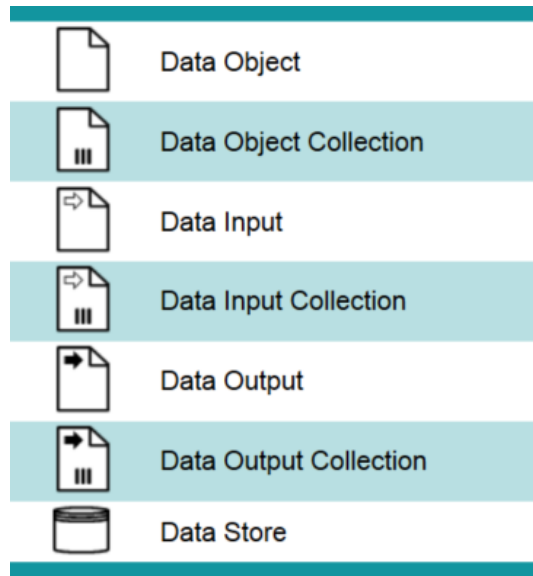 Data Object
Data Object Collection
Data Input
Data Input Collection
Data Output
Data Output Collection
Data Store